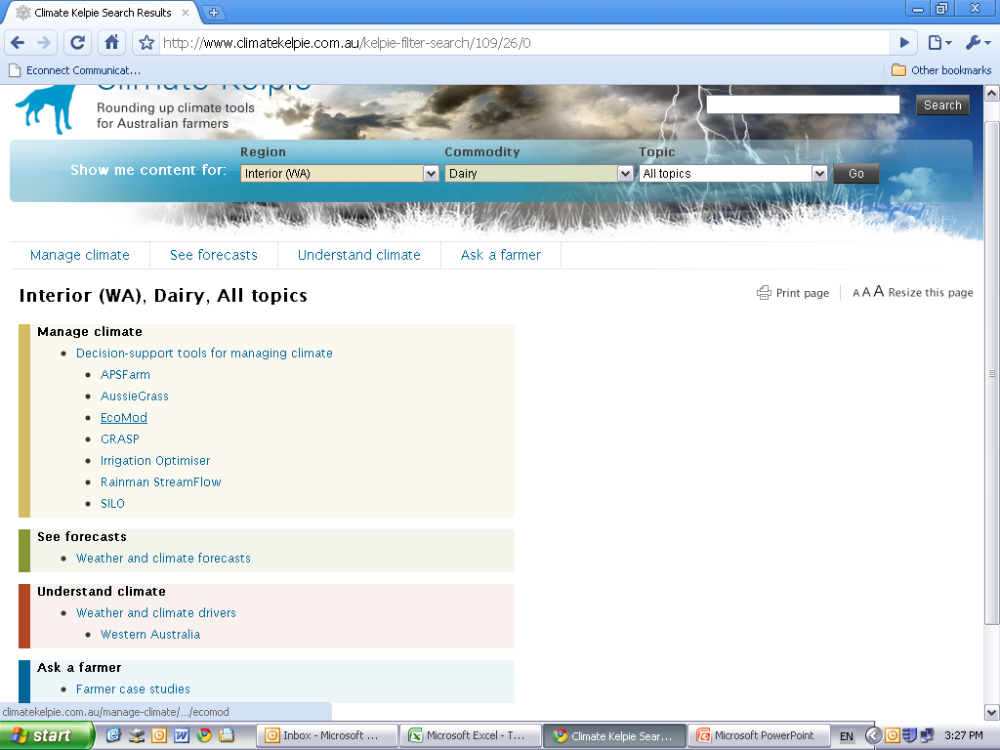 Climate Kelpie Search Results
http://www.climatekelpie.com.au/kelpie-filter-search/109/26/0
Econnect Communicat...
Other bookmarks
Climate Kelpie
Rounding up climate tools
for Australian farmers
Search
Region
Commodity
Topic
Show me content for:
Interior (WA)
Dairy
All topics
Go
Manage climate
See forecasts
Understand climate
Ask a farmer
Interior (WA), Dairy, All topics
Print page
A A A Resize this page
Manage climate
Decision-support tools for managing climate
APSFarm
AussieGrass
EcoMod
GRASP
Irrigation Optimiser
Rainman StreamFlow
SILO
See forecasts
Weather and climate forecasts
Understand climate
Weather and climate drivers
Western Australia
Ask a farmer
Farmer case studies
climatekelpie.com.au/manage-climate/.../ecomod
start
Inbox - Microsoft ...
Microsoft Excel - T...
Climate Kelpie Sear...
Microsoft PowerPoint
EN
3:27 PM